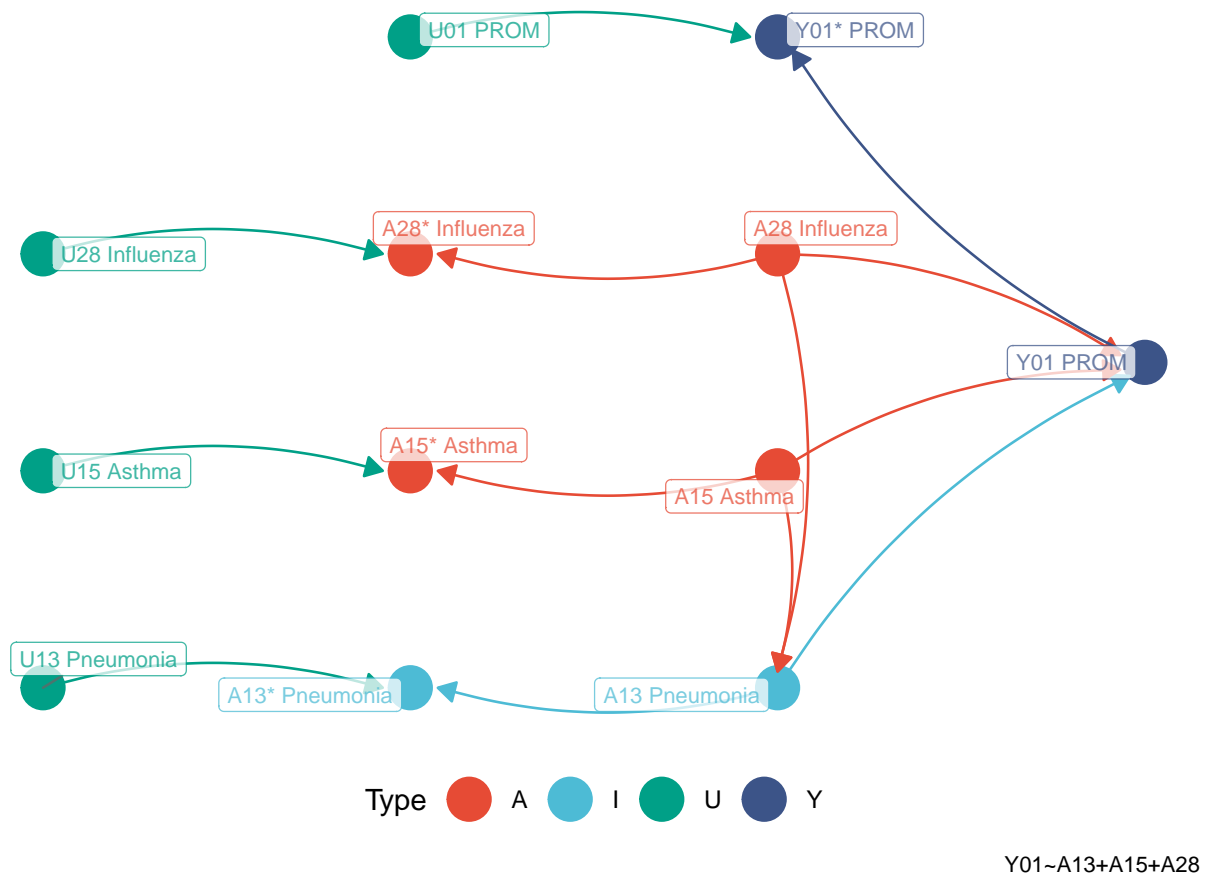 U01 PROM
Y01* PROM
A28* Influenza
A28 Influenza
U28 Influenza
Y01 PROM
A15* Asthma
U15 Asthma
A15 Asthma
U13 Pneumonia
A13* Pneumonia
A13 Pneumonia
Type A I U Y
Y01~A13+A15+A28